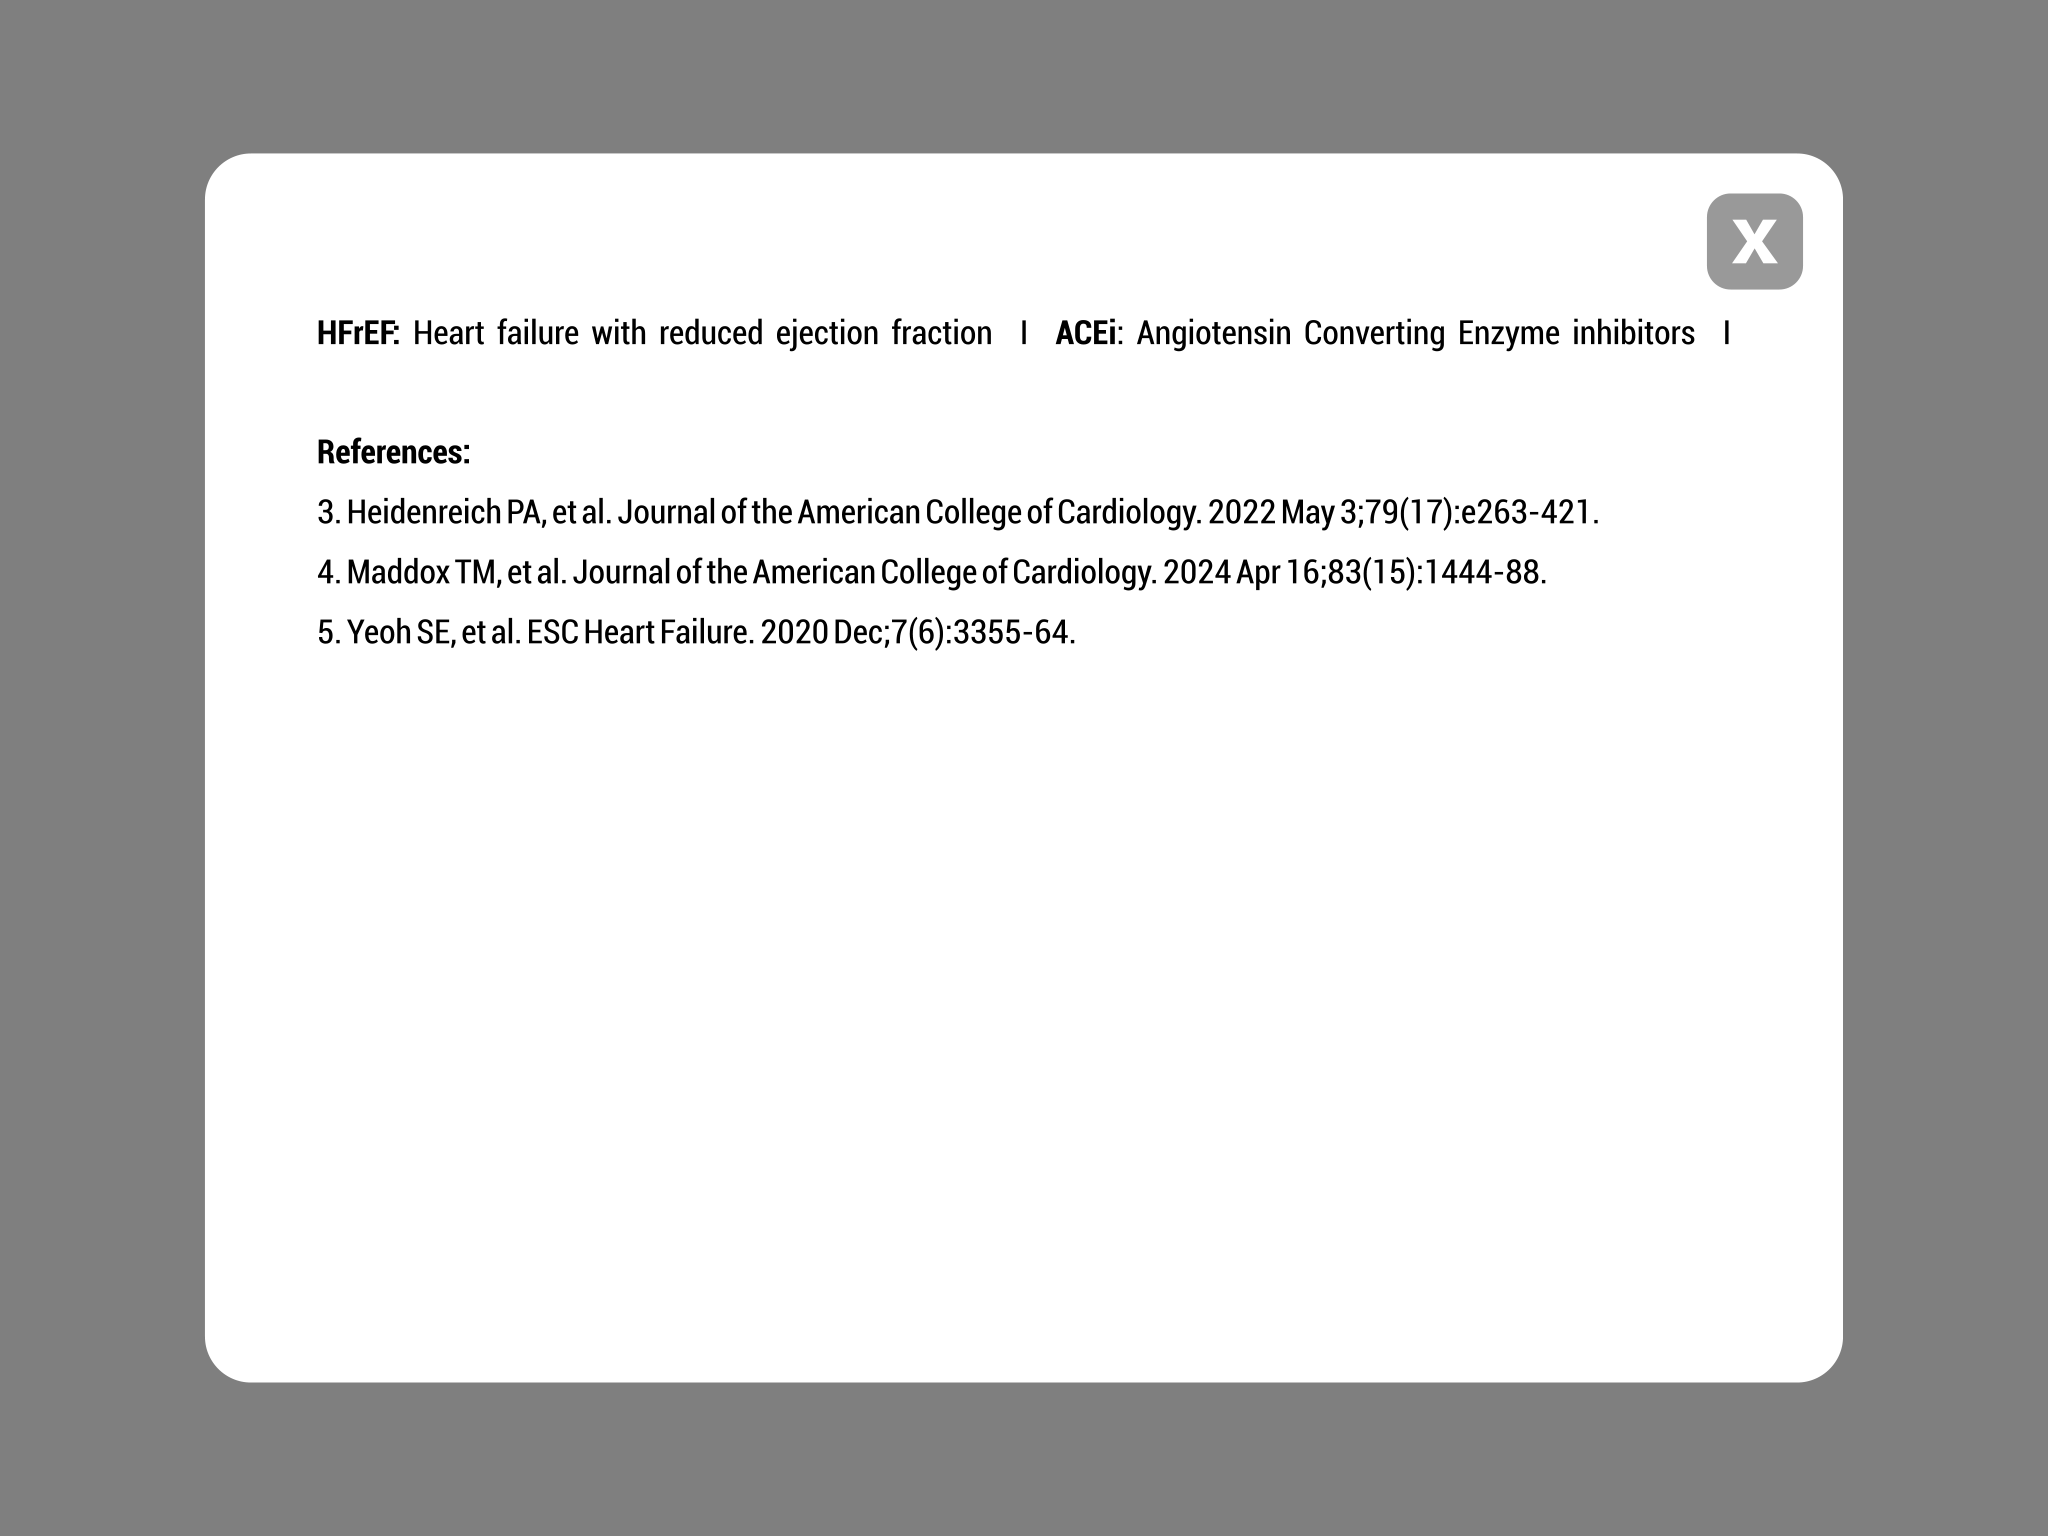 X
HFrEF: Heart failure with reduced ejection fraction I ACEi: Angiotensin Converting Enzyme inhibitors I
References:
3. Heidenreich PA, et al. Journal of the American College of Cardiology. 2022 May 3;79(17):e263-421.
4. Maddox TM, et al. Journal of the American College of Cardiology. 2024 Apr 16;83(15):1444-88.
5. Yeoh SE, et al. ESC Heart Failure. 2020 Dec;7(6):3355-64.